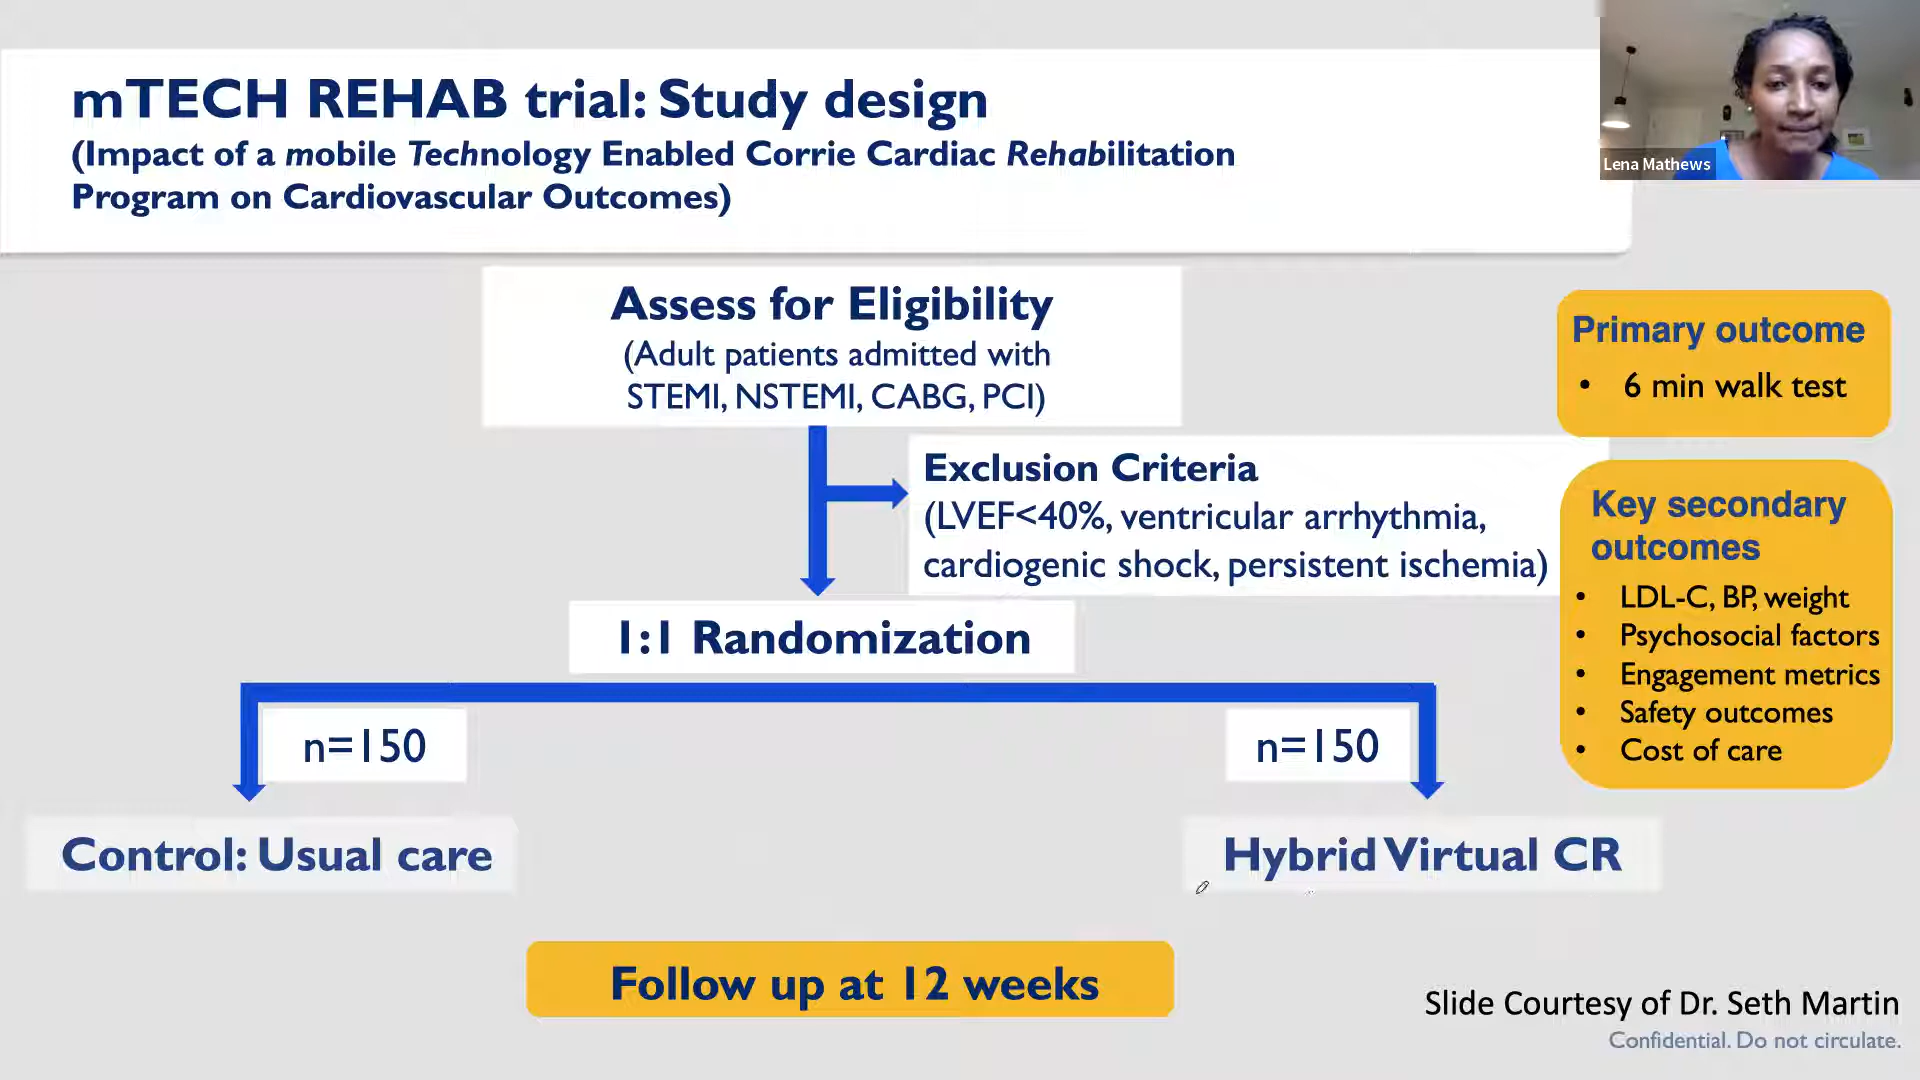 mTECH REHAB trial: Study design
(Impact of a mobile Technology Enabled Corrie Cardiac Rehabilitation
Program on Cardiovascular Outcomes)
Lena Mathews
Assess for Eligibility
(Adult patients admitted with
STEMI, NSTEMI, CABG, PCI)
Exclusion Criteria
(LVEF<40%, ventricular arrhythmia,
cardiogenic shock, persistent ischemia)
1:1 Randomization
n=150
n=150
Control: Usual care
Hybrid Virtual CR
Follow up at 12 weeks
Primary outcome
• 6 min walk test
Key secondary
outcomes
• LDL-C, BP, weight
• Psychosocial factors
• Engagement metrics
• Safety outcomes
• Cost of care
Slide Courtesy of Dr. Seth Martin
Confidential. Do not circulate.